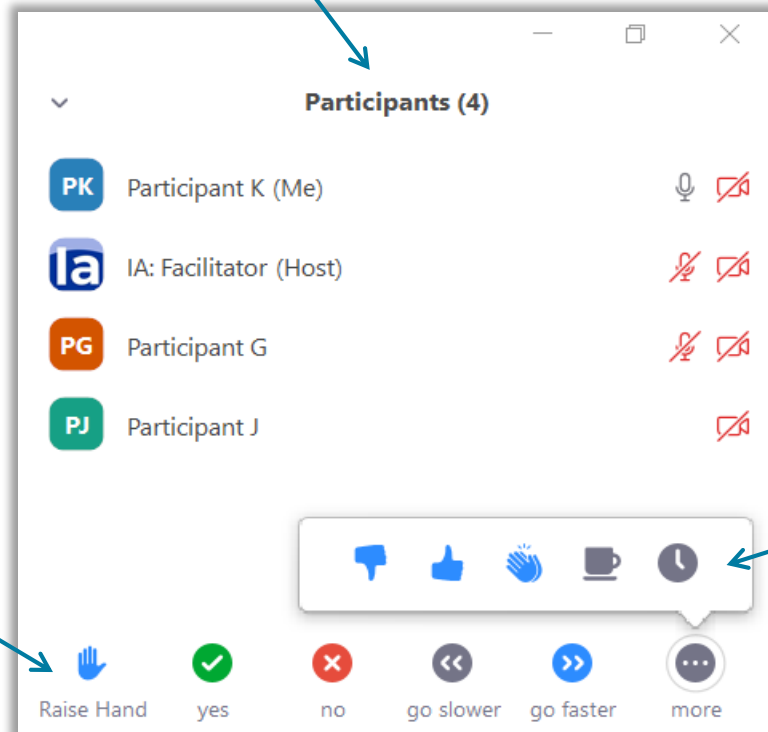 Participants (4)
PK Participant K (Me)
Ia IA: Facilitator (Host)
PG Participant G
PJ Participant J
Raise Hand yes no go slower go faster more